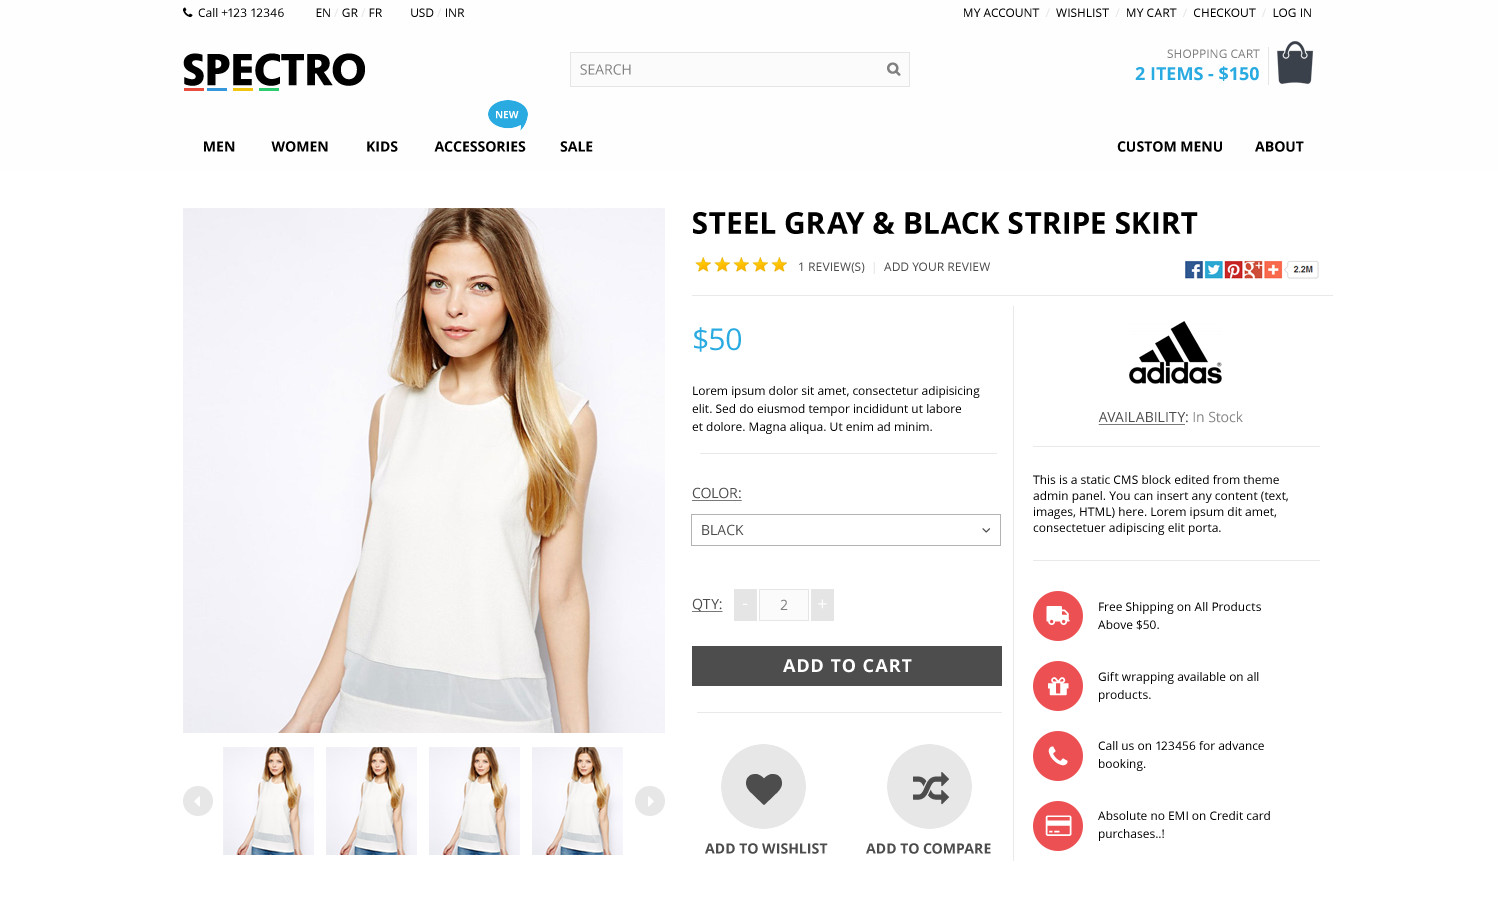 Call +123 12346
EN / GR / FR
USD / INR
MY ACCOUNT / WISHLIST / MY CART / CHECKOUT / LOG IN
SPECTRO
SEARCH
SHOPPING CART
2 ITEMS - $150
NEW
MEN WOMEN KIDS ACCESSORIES SALE
CUSTOM MENU ABOUT
STEEL GRAY & BLACK STRIPE SKIRT
1 REVIEW(S) | ADD YOUR REVIEW
2.2M
$50
Lorem ipsum dolor sit amet, consectetur adipisicing
elit. Sed do eiusmod tempor incididunt ut labore
et dolore. Magna aliqua. Ut enim ad minim.
COLOR:
BLACK
QTY: - 2 +
ADD TO CART
ADD TO WISHLIST
ADD TO COMPARE
adidas
AVAILABILITY: In Stock
This is a static CMS block edited from theme
admin panel. You can insert any content (text,
images, HTML) here. Lorem ipsum dit amet,
consectetuer adipiscing elit porta.
Free Shipping on All Products
Above $50.
Gift wrapping available on all
products.
Call us on 123456 for advance
booking.
Absolute no EMI on Credit card
purchases..!